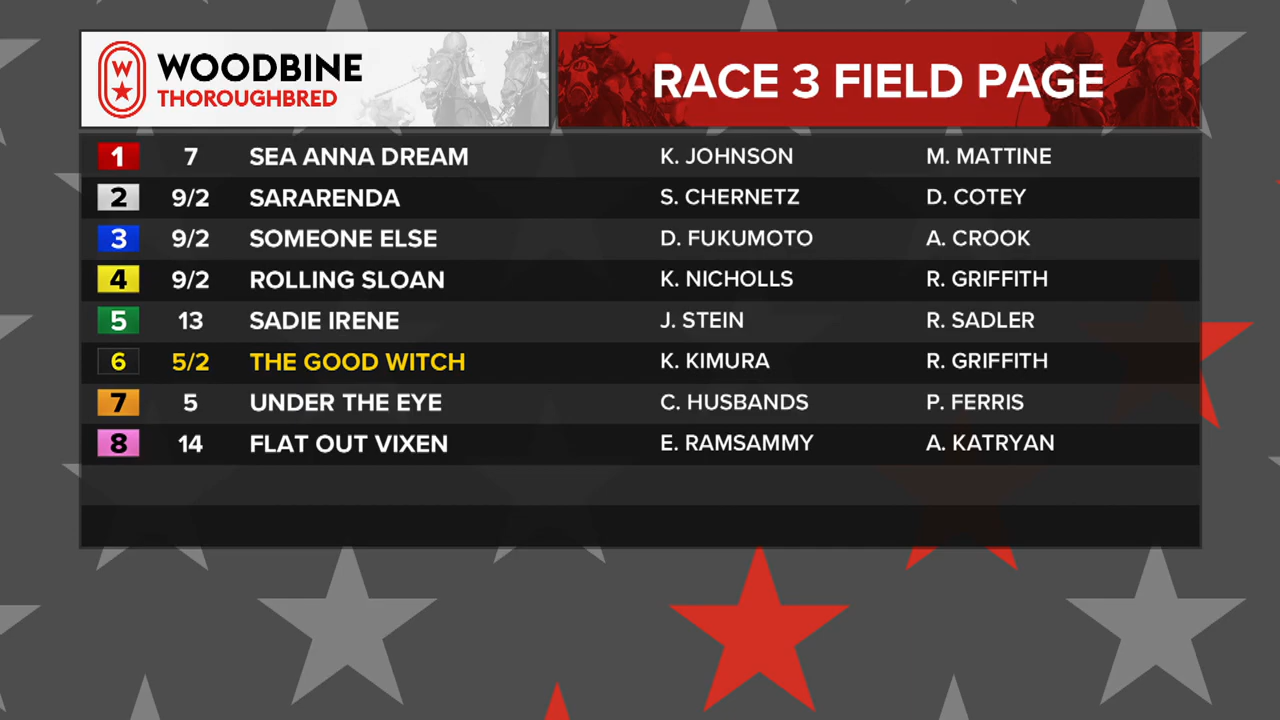 W
WOODBINE
THOROUGHBRED
RACE 3 FIELD PAGE
1 7 SEA ANNA DREAM K. JOHNSON M. MATTINE
2 9/2 SARARENDA S. CHERNETZ D. COTEY
3 9/2 SOMEONE ELSE D. FUKUMOTO A. CROOK
4 9/2 ROLLING SLOAN K. NICHOLLS R. GRIFFITH
5 13 SADIE IRENE J. STEIN R. SADLER
6 5/2 THE GOOD WITCH K. KIMURA R. GRIFFITH
7 5 UNDER THE EYE C. HUSBANDS P. FERRIS
8 14 FLAT OUT VIXEN E. RAMSAMMY A. KATRYAN